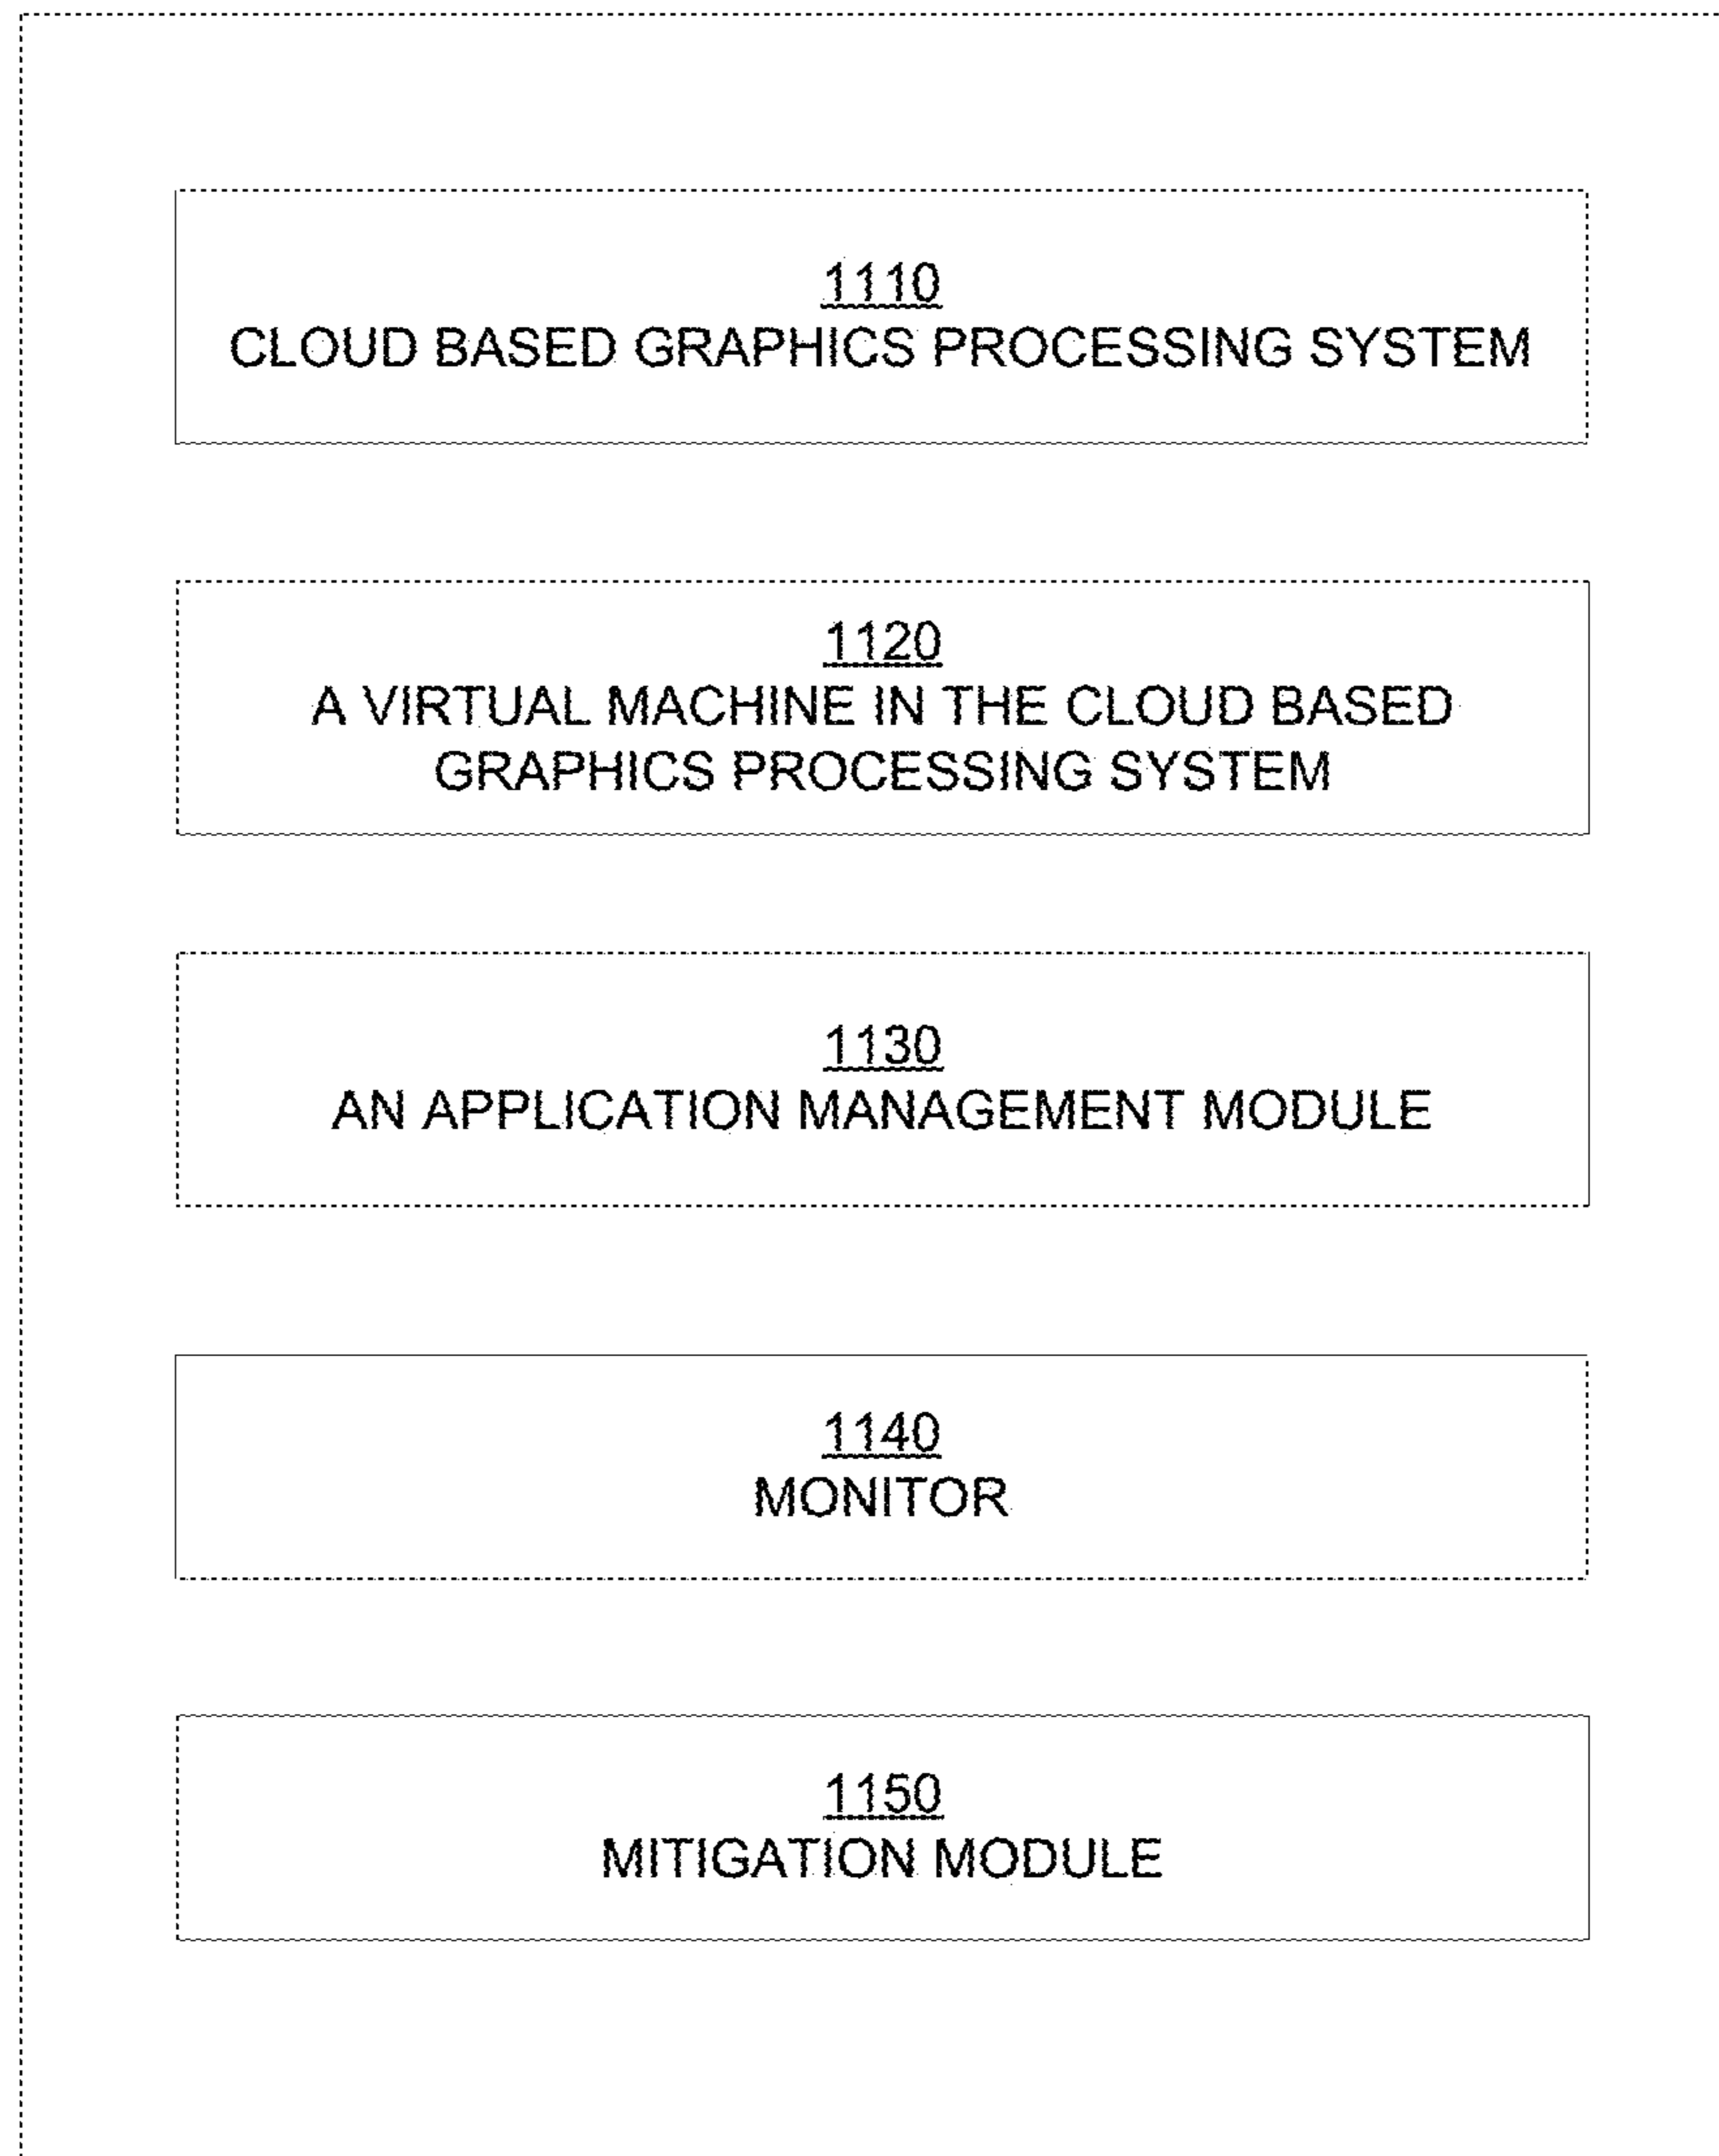 1110
CLOUD BASED GRAPHICS PROCESSING SYSTEM
1120
A VIRTUAL MACHINE IN THE CLOUD BASED
GRAPHICS PROCESSING SYSTEM
1130
AN APPLICATION MANAGEMENT MODULE
1140
MONITOR
1150
MITIGATION MODULE